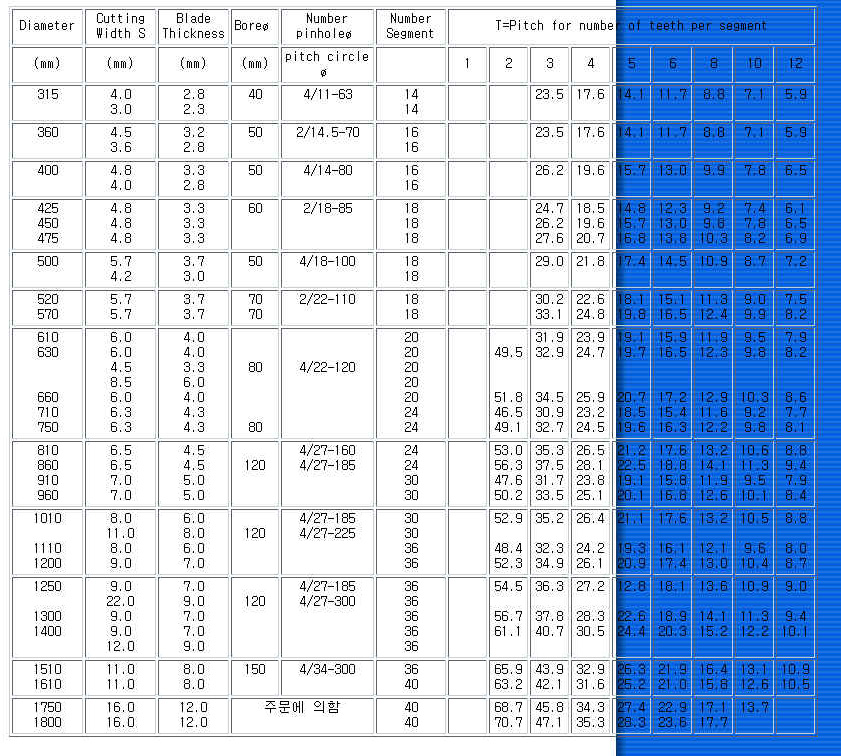 Diameter Cutting Width S Blade Thickness Boreø Number pinholeø Number Segment T=Pitch for number of teeth per segment
(mm) (mm) (mm) (mm) pitch circle ø 1 2 3 4 5 6 8 10 12
315 4.0 2.8 40 4/11-63 14 23.5 17.6 14.1 11.7 8.8 7.1 5.9
3.0 2.3 14
360 4.5 3.2 50 2/14.5-70 16 23.5 17.6 14.1 11.7 8.8 7.1 5.9
3.6 2.8 16
400 4.8 3.3 50 4/14-80 16 26.2 19.6 15.7 13.0 9.9 7.8 6.5
4.0 2.8 16
425 4.8 3.3 60 2/18-85 18 24.7 18.5 14.8 12.3 9.2 7.4 6.1
450 4.8 3.3 18 26.2 19.6 15.7 13.0 9.8 7.8 6.5
475 4.8 3.3 18 27.6 20.7 16.8 13.8 10.3 8.2 6.9
500 5.7 3.7 50 4/18-100 18 29.0 21.8 17.4 14.5 10.9 8.7 7.2
4.2 3.0 18
520 5.7 3.7 70 2/22-110 18 30.2 22.6 18.1 15.1 11.3 9.0 7.5
570 5.7 3.7 70 18 33.1 24.8 19.8 16.5 12.4 9.9 8.2
610 6.0 4.0 20 31.9 23.9 19.1 15.9 11.9 9.5 7.9
630 6.0 4.0 20 49.5 32.9 24.7 19.7 16.5 12.3 9.8 8.2
4.5 3.3 80 4/22-120 20
8.5 6.0 20
660 6.0 4.0 20 51.8 34.5 25.9 20.7 17.2 12.9 10.3 8.6
710 6.3 4.3 24 46.5 30.9 23.2 18.5 15.4 11.6 9.2 7.7
750 6.3 4.3 80 24 49.1 32.7 24.5 19.6 16.3 12.2 9.8 8.1
810 6.5 4.5 4/27-160 24 53.0 35.3 26.5 21.2 17.6 13.2 10.6 8.8
860 6.5 4.5 120 4/27-185 24 56.3 37.5 28.1 22.5 18.8 14.1 11.3 9.4
910 7.0 5.0 30 47.6 31.7 23.8 19.1 15.8 11.9 9.5 7.9
960 7.0 5.0 30 50.2 33.5 25.1 20.1 16.8 12.6 10.1 8.4
1010 8.0 6.0 4/27-185 30 52.9 35.2 26.4 21.1 17.6 13.2 10.5 8.8
11.0 8.0 120 4/27-225 30
1110 8.0 6.0 36 48.4 32.3 24.2 19.3 16.1 12.1 9.6 8.0
1200 9.0 7.0 36 52.3 34.9 26.1 20.9 17.4 13.0 10.4 8.7
1250 9.0 7.0 4/27-185 36 54.5 36.3 27.2 12.8 18.1 13.6 10.9 9.0
22.0 9.0 120 4/27-300 36
1300 9.0 7.0 36 56.7 37.8 28.3 22.6 18.9 14.1 11.3 9.4
1400 9.0 7.0 36 61.1 40.7 30.5 24.4 20.3 15.2 12.2 10.1
12.0 9.0 36
1510 11.0 8.0 150 4/34-300 36 65.9 43.9 32.9 26.3 21.9 16.4 13.1 10.9
1610 11.0 8.0 40 63.2 42.1 31.6 25.2 21.0 15.8 12.6 10.5
1750 16.0 12.0 주문에 의함 40 68.7 45.8 34.3 27.4 22.9 17.1 13.7
1800 16.0 12.0 40 70.7 47.1 35.3 28.3 23.6 17.7